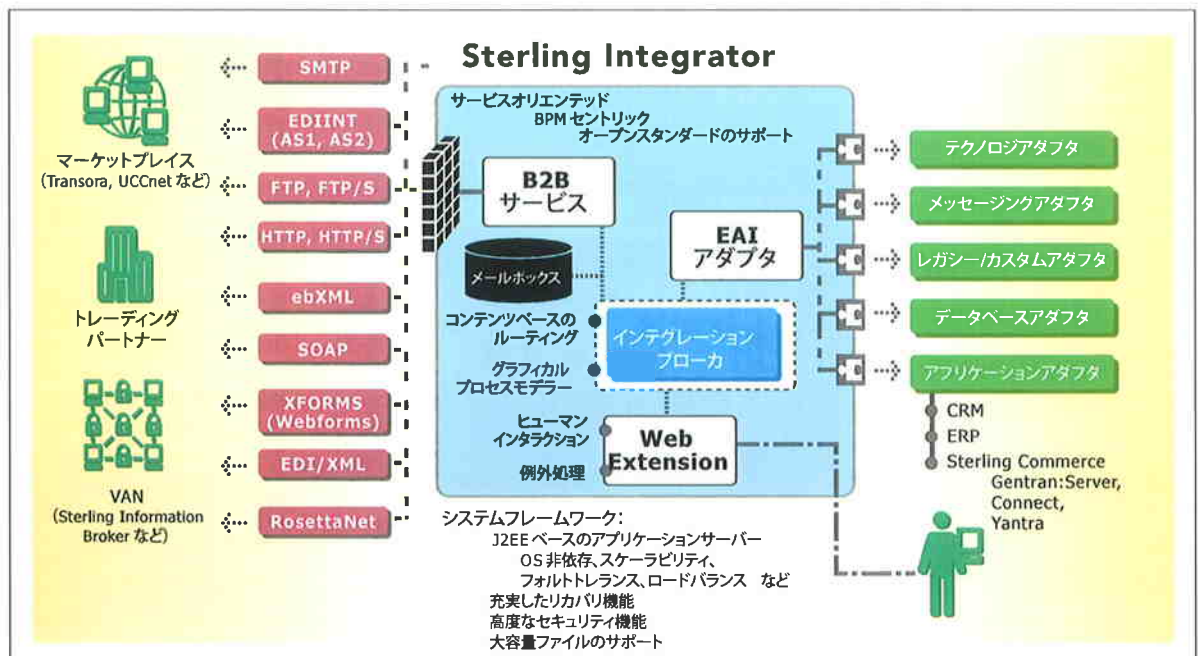 Sterling Integrator
マーケットプレイス
(Transora, UCCnet など)
トレーディング
パートナー
VAN
(Sterling Information
Broker など)
SMTP
EDIINT
(AS1, AS2)
FTP, FTP/S
HTTP, HTTP/S
ebXML
SOAP
XFORMS
(Webforms)
EDI/XML
RosettaNet
サービスオリエンテッド
BPM セントリック
オープンスタンダードのサポート
B2B
サービス
メールボックス
EAI
アダプタ
コンテンツベースの
ルーティング
グラフィカル
プロセスモデラー
インテグレーション
ブローカ
ヒューマン
インタラクション
例外処理
Web
Extension
テクノロジアダプタ
メッセージングアダプタ
レガシー/カスタムアダプタ
データベースアダプタ
アプリケーションアダプタ
CRM
ERP
Sterling Commerce
Gentran:Server,
Connect,
Yantra
システムフレームワーク:
J2EE ベースのアプリケーションサーバー
OS 非依存、スケーラビリティ、
フォルトトレランス、ロードバランス など
充実したリカバリ機能
高度なセキュリティ機能
大容量ファイルのサポート